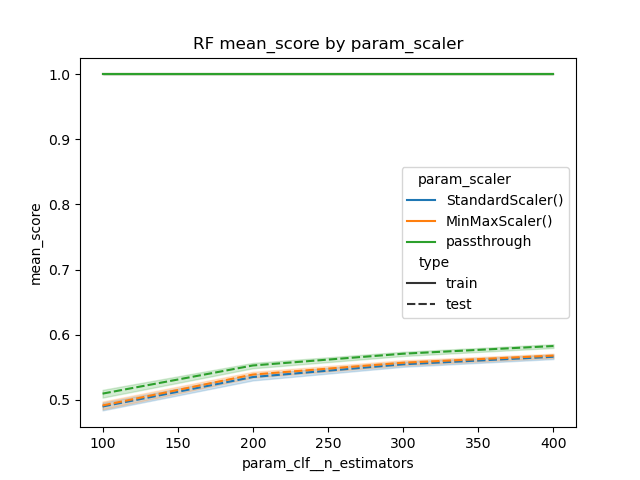 RF mean_score by param_scaler
mean_score
1.0
0.9
0.8
0.7
0.6
0.5
param_scaler
StandardScaler()
MinMaxScaler()
passthrough
type
train
test
100 150 200 250 300 350 400
param_clf__n_estimators